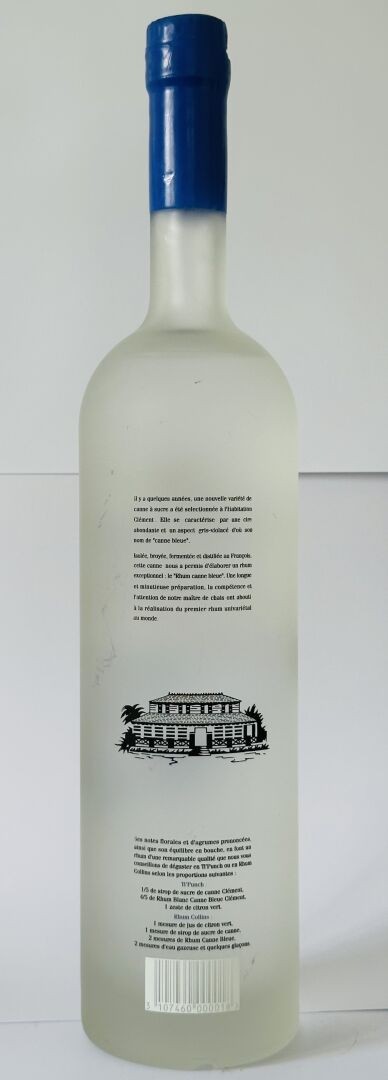 il y a quelques années, une nouvelle variété de
canne à sucre a été selectionnée à l'Habitation
Clément. Elle se caractérise par une cire
abondante et un aspect gris-violacé d'où son
nom de "canne bleue".
Isolée, broyée, fermentée et distillée au François,
cette canne nous a permis d'élaborer un rhum
exceptionnel : le "Rhum canne bleue". Une longue
et minutieuse préparation, la compétence et
l'attention de notre maître de chais ont abouti
à la réalisation du premier rhum univariétal
au monde.
Ses notes florales et d'agrumes prononcées,
ainsi que son équilibre en bouche, en font un
rhum d'une remarquable qualité que nous vous
conseillons de déguster en Ti'Punch ou en Rhum
Collins selon les proportions suivantes :
Ti'Punch
1/5 de sirop de sucre de canne Clément,
4/5 de Rhum Blanc Canne Bleue Clément,
1 zeste de citron vert.
Rhum Collins :
1 mesure de jus de citron vert,
1 mesure de sirop de sucre de canne,
2 mesures de Rhum Canne Bleue,
2 mesures d'eau gazeuse et quelques glaçons.
3 107460 000018